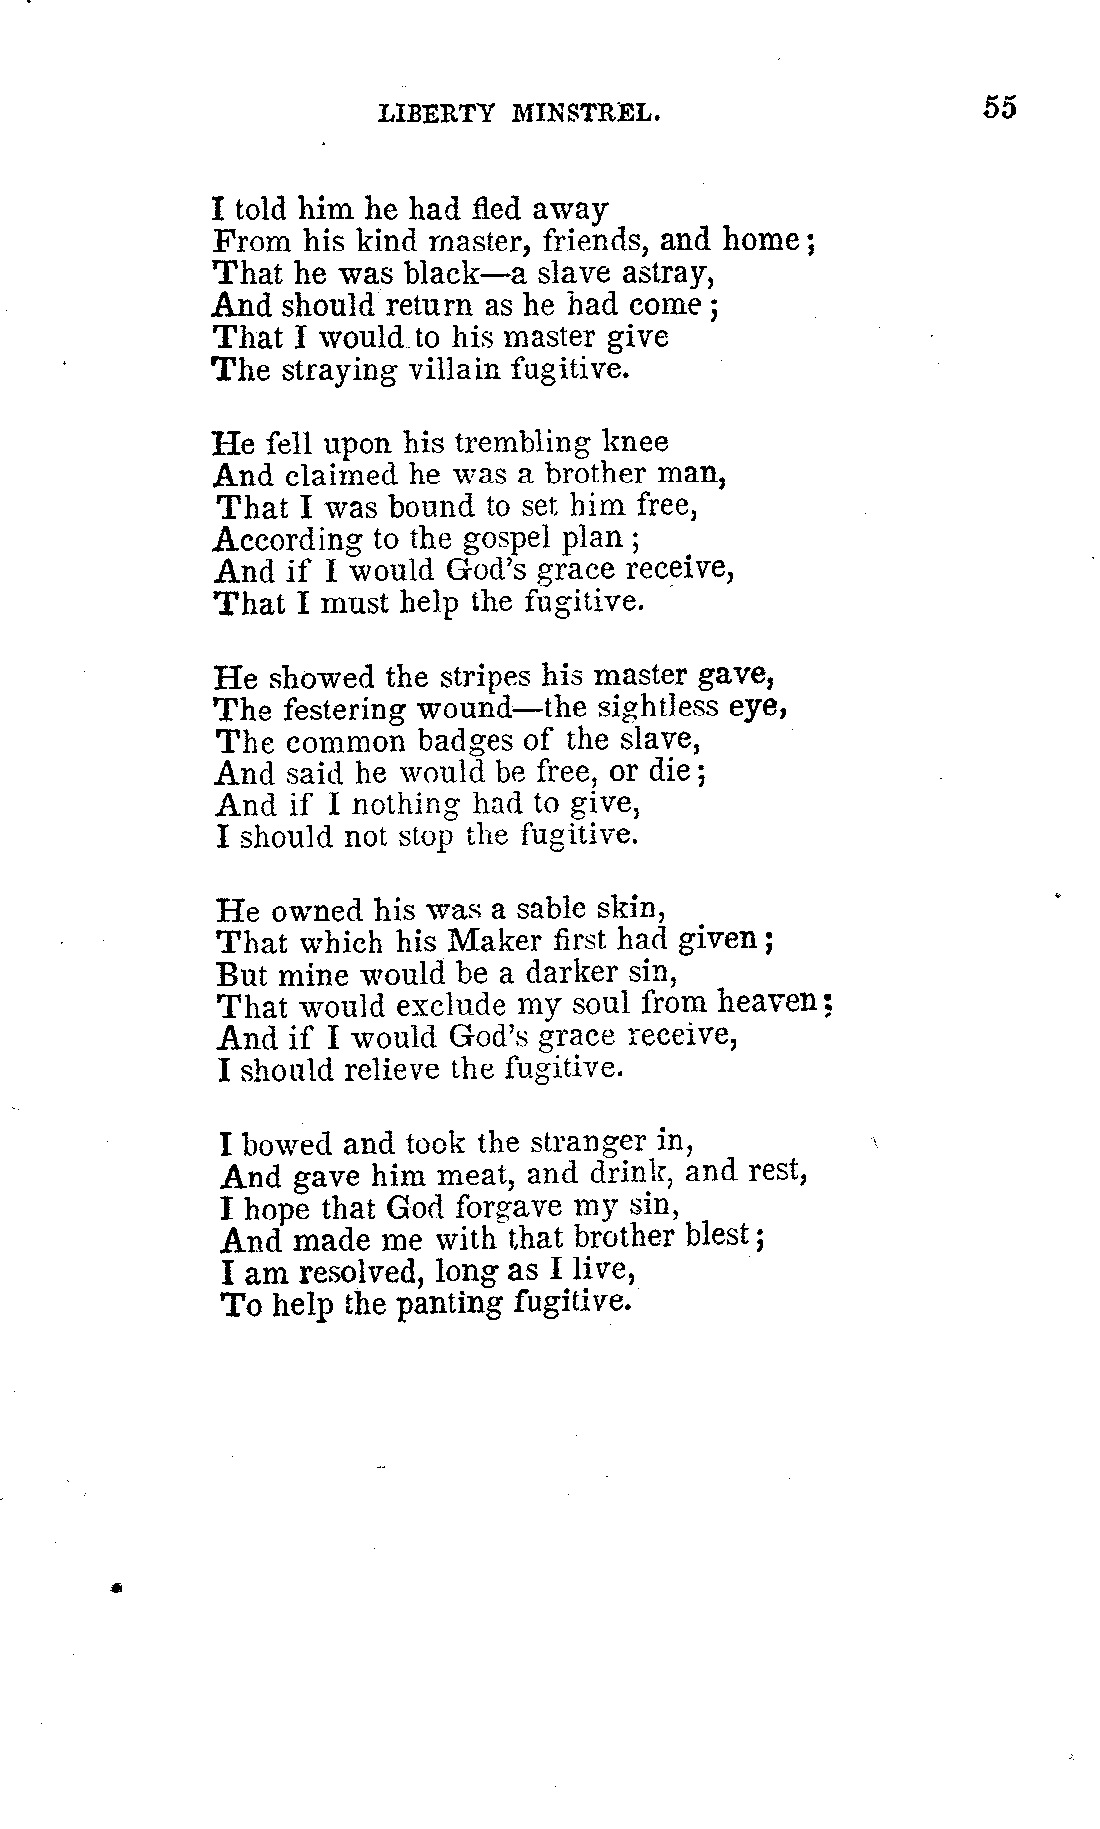 LIBERTY MINSTREL. 55
I told him he had fled away
From his kind master, friends, and home;
That he was black—a slave astray,
And should return as he had come;
That I would to his master give
The straying villain fugitive.
He fell upon his trembling knee
And claimed he was a brother man,
That I was bound to set him free,
According to the gospel plan;
And if I would God's grace receive,
That I must help the fugitive.
He showed the stripes his master gave,
The festering wound—the sightless eye,
The common badges of the slave,
And said he would be free, or die;
And if I nothing had to give,
I should not stop the fugitive.
He owned his was a sable skin,
That which his Maker first had given;
But mine would be a darker sin,
That would exclude my soul from heaven;
And if I would God's grace receive,
I should relieve the fugitive.
I bowed and took the stranger in,
And gave him meat, and drink, and rest,
I hope that God forgave my sin,
And made me with that brother blest;
I am resolved, long as I live,
To help the panting fugitive.